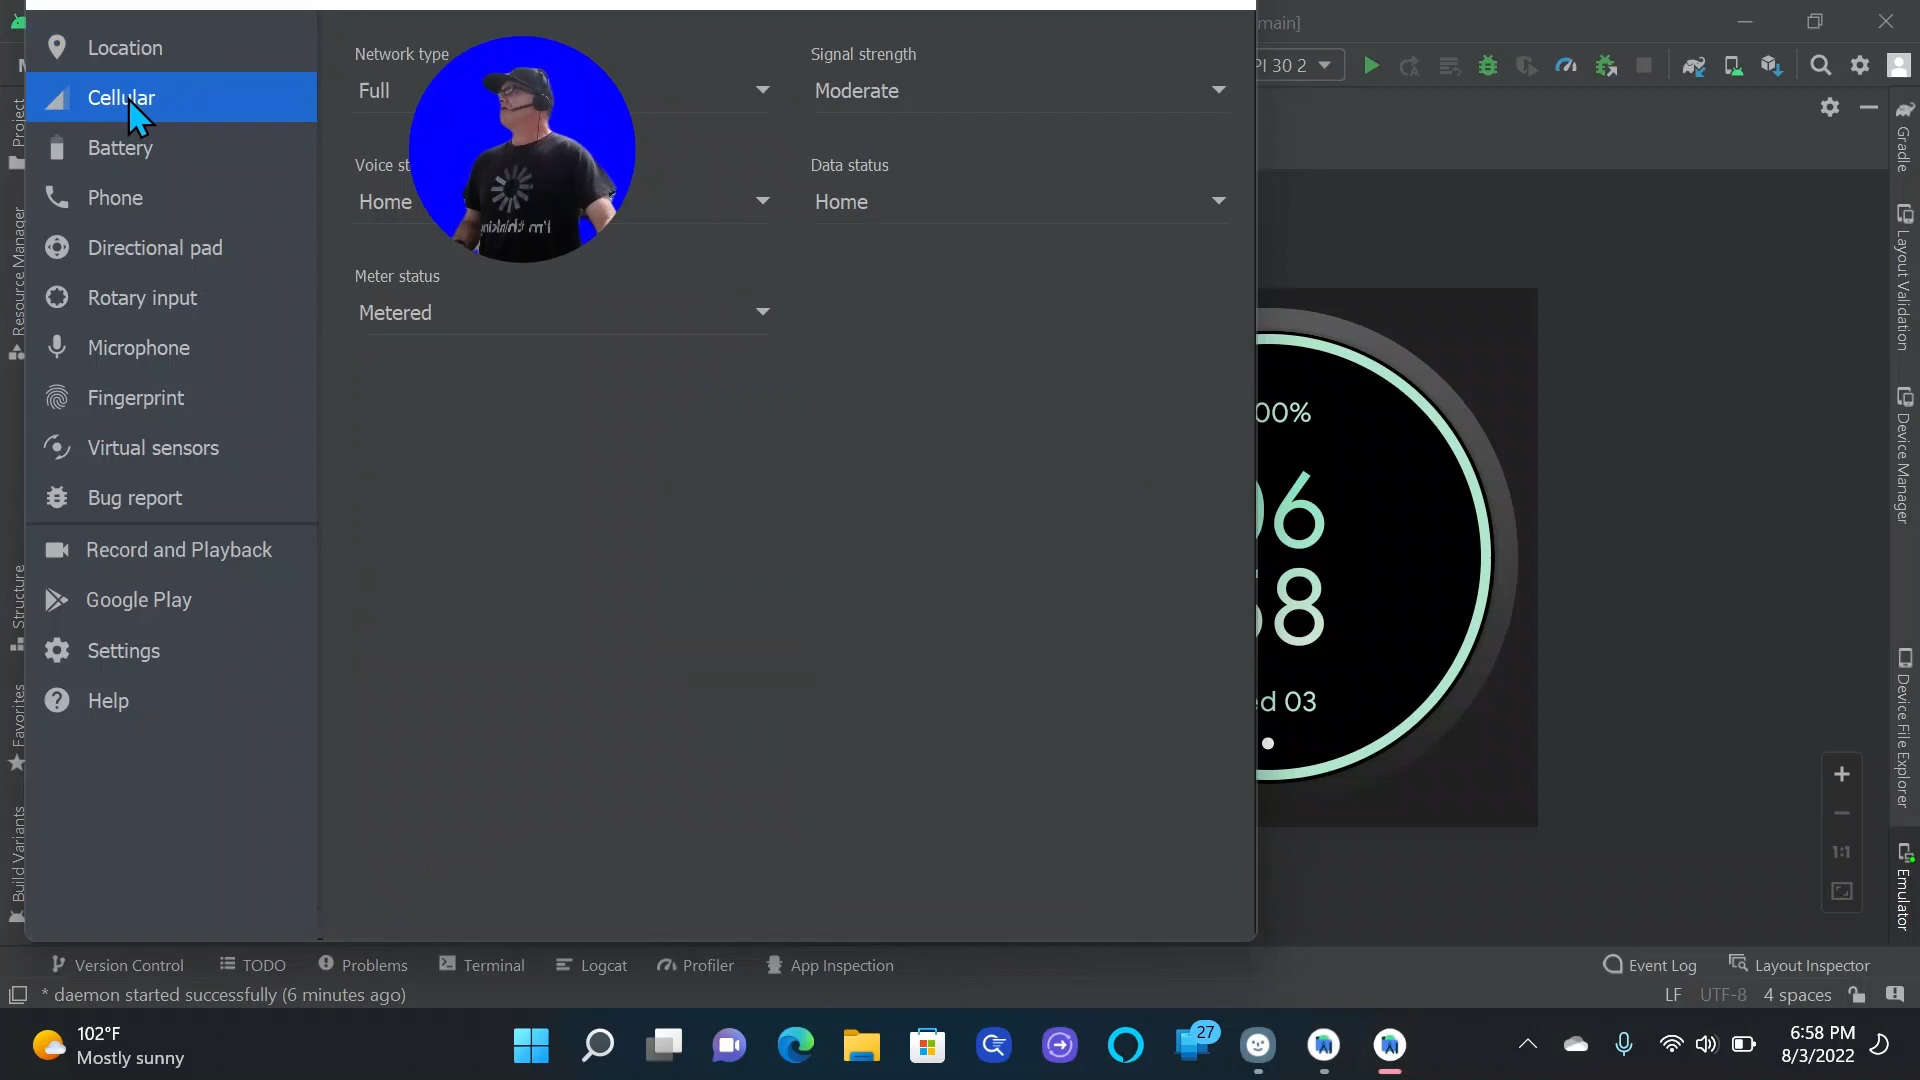 main]
Location
Cellular
Battery
Phone
Directional pad
Rotary input
Microphone
Fingerprint
Virtual sensors
Bug report
Record and Playback
Google Play
Settings
Help
Network type
Full
Signal strength
Moderate
Voice st
Home
Data status
Home
Meter status
Metered
PI 30 2
00%
06
58
ed 03
Project
Resource Manager
Structure
Favorites
Build Variants
Gradle
Layout Validation
Device Manager
Device File Explorer
Emulator
1:1
Version Control
TODO
Problems
Terminal
Logcat
Profiler
App Inspection
Event Log
Layout Inspector
* daemon started successfully (6 minutes ago)
LF UTF-8 4 spaces
102°F
Mostly sunny
27
6:58 PM
8/3/2022